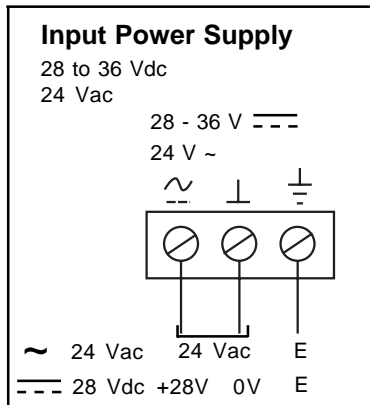 Input Power Supply
28 to 36 Vdc
24 Vac
28 - 36 V
24 V ~
~ 24 Vac 24 Vac E
28 Vdc +28V 0V E